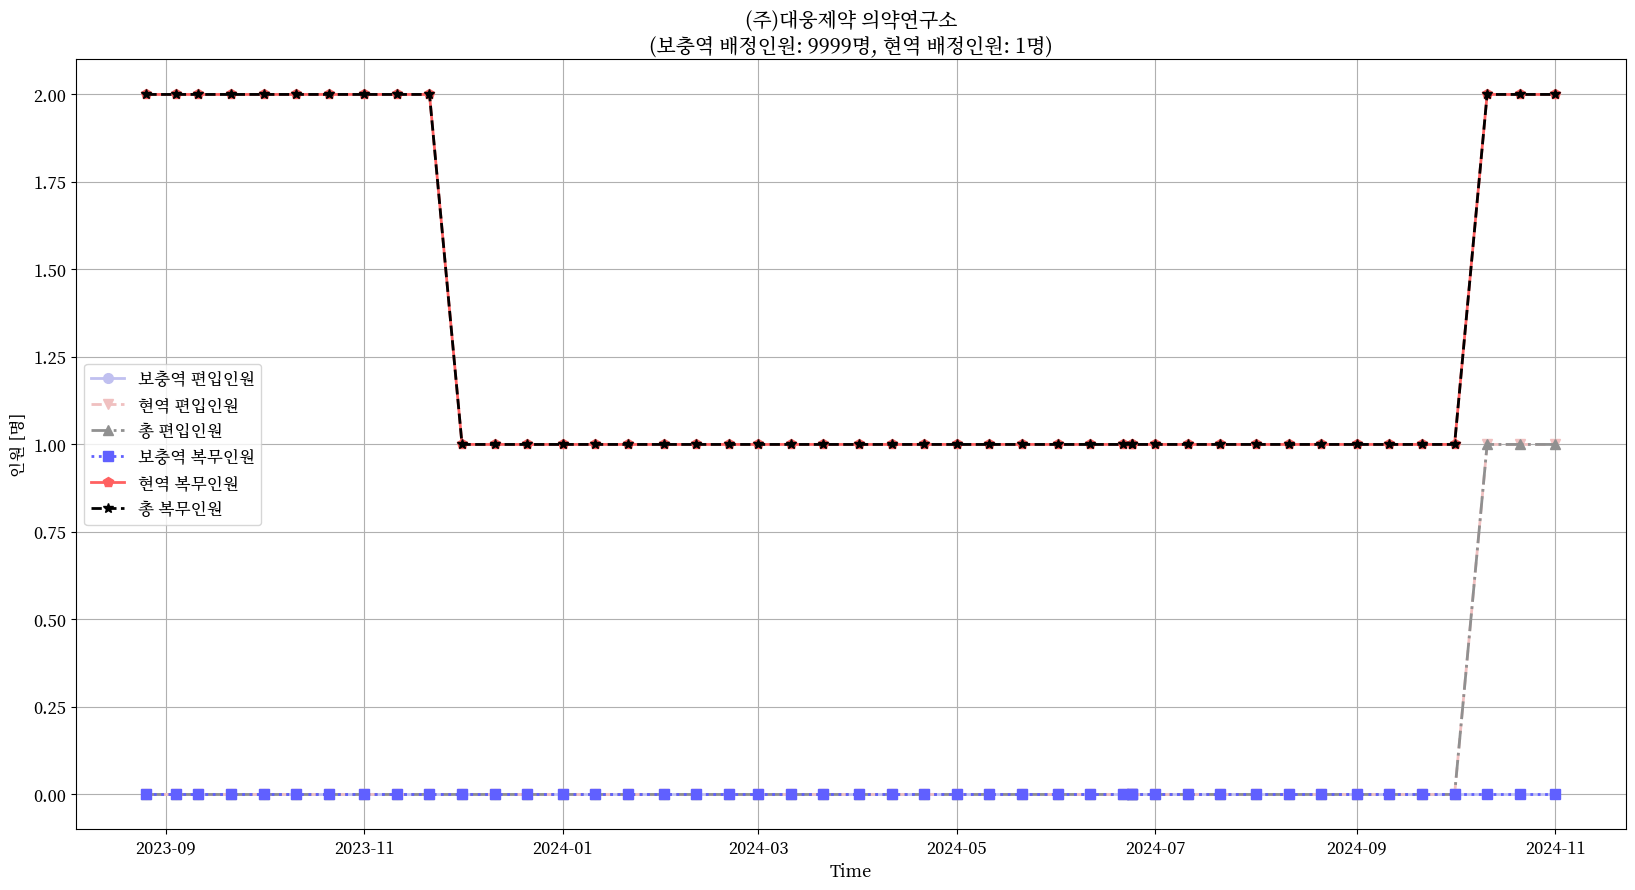 (주)대웅제약 의약연구소
(보충역 배정인원: 9999명, 현역 배정인원: 1명)
인원 [명]
2.00
1.75
1.50
1.25
1.00
0.75
0.50
0.25
0.00
보충역 편입인원
현역 편입인원
총 편입인원
보충역 복무인원
현역 복무인원
총 복무인원
2023-09 2023-11 2024-01 2024-03 2024-05 2024-07 2024-09 2024-11
Time